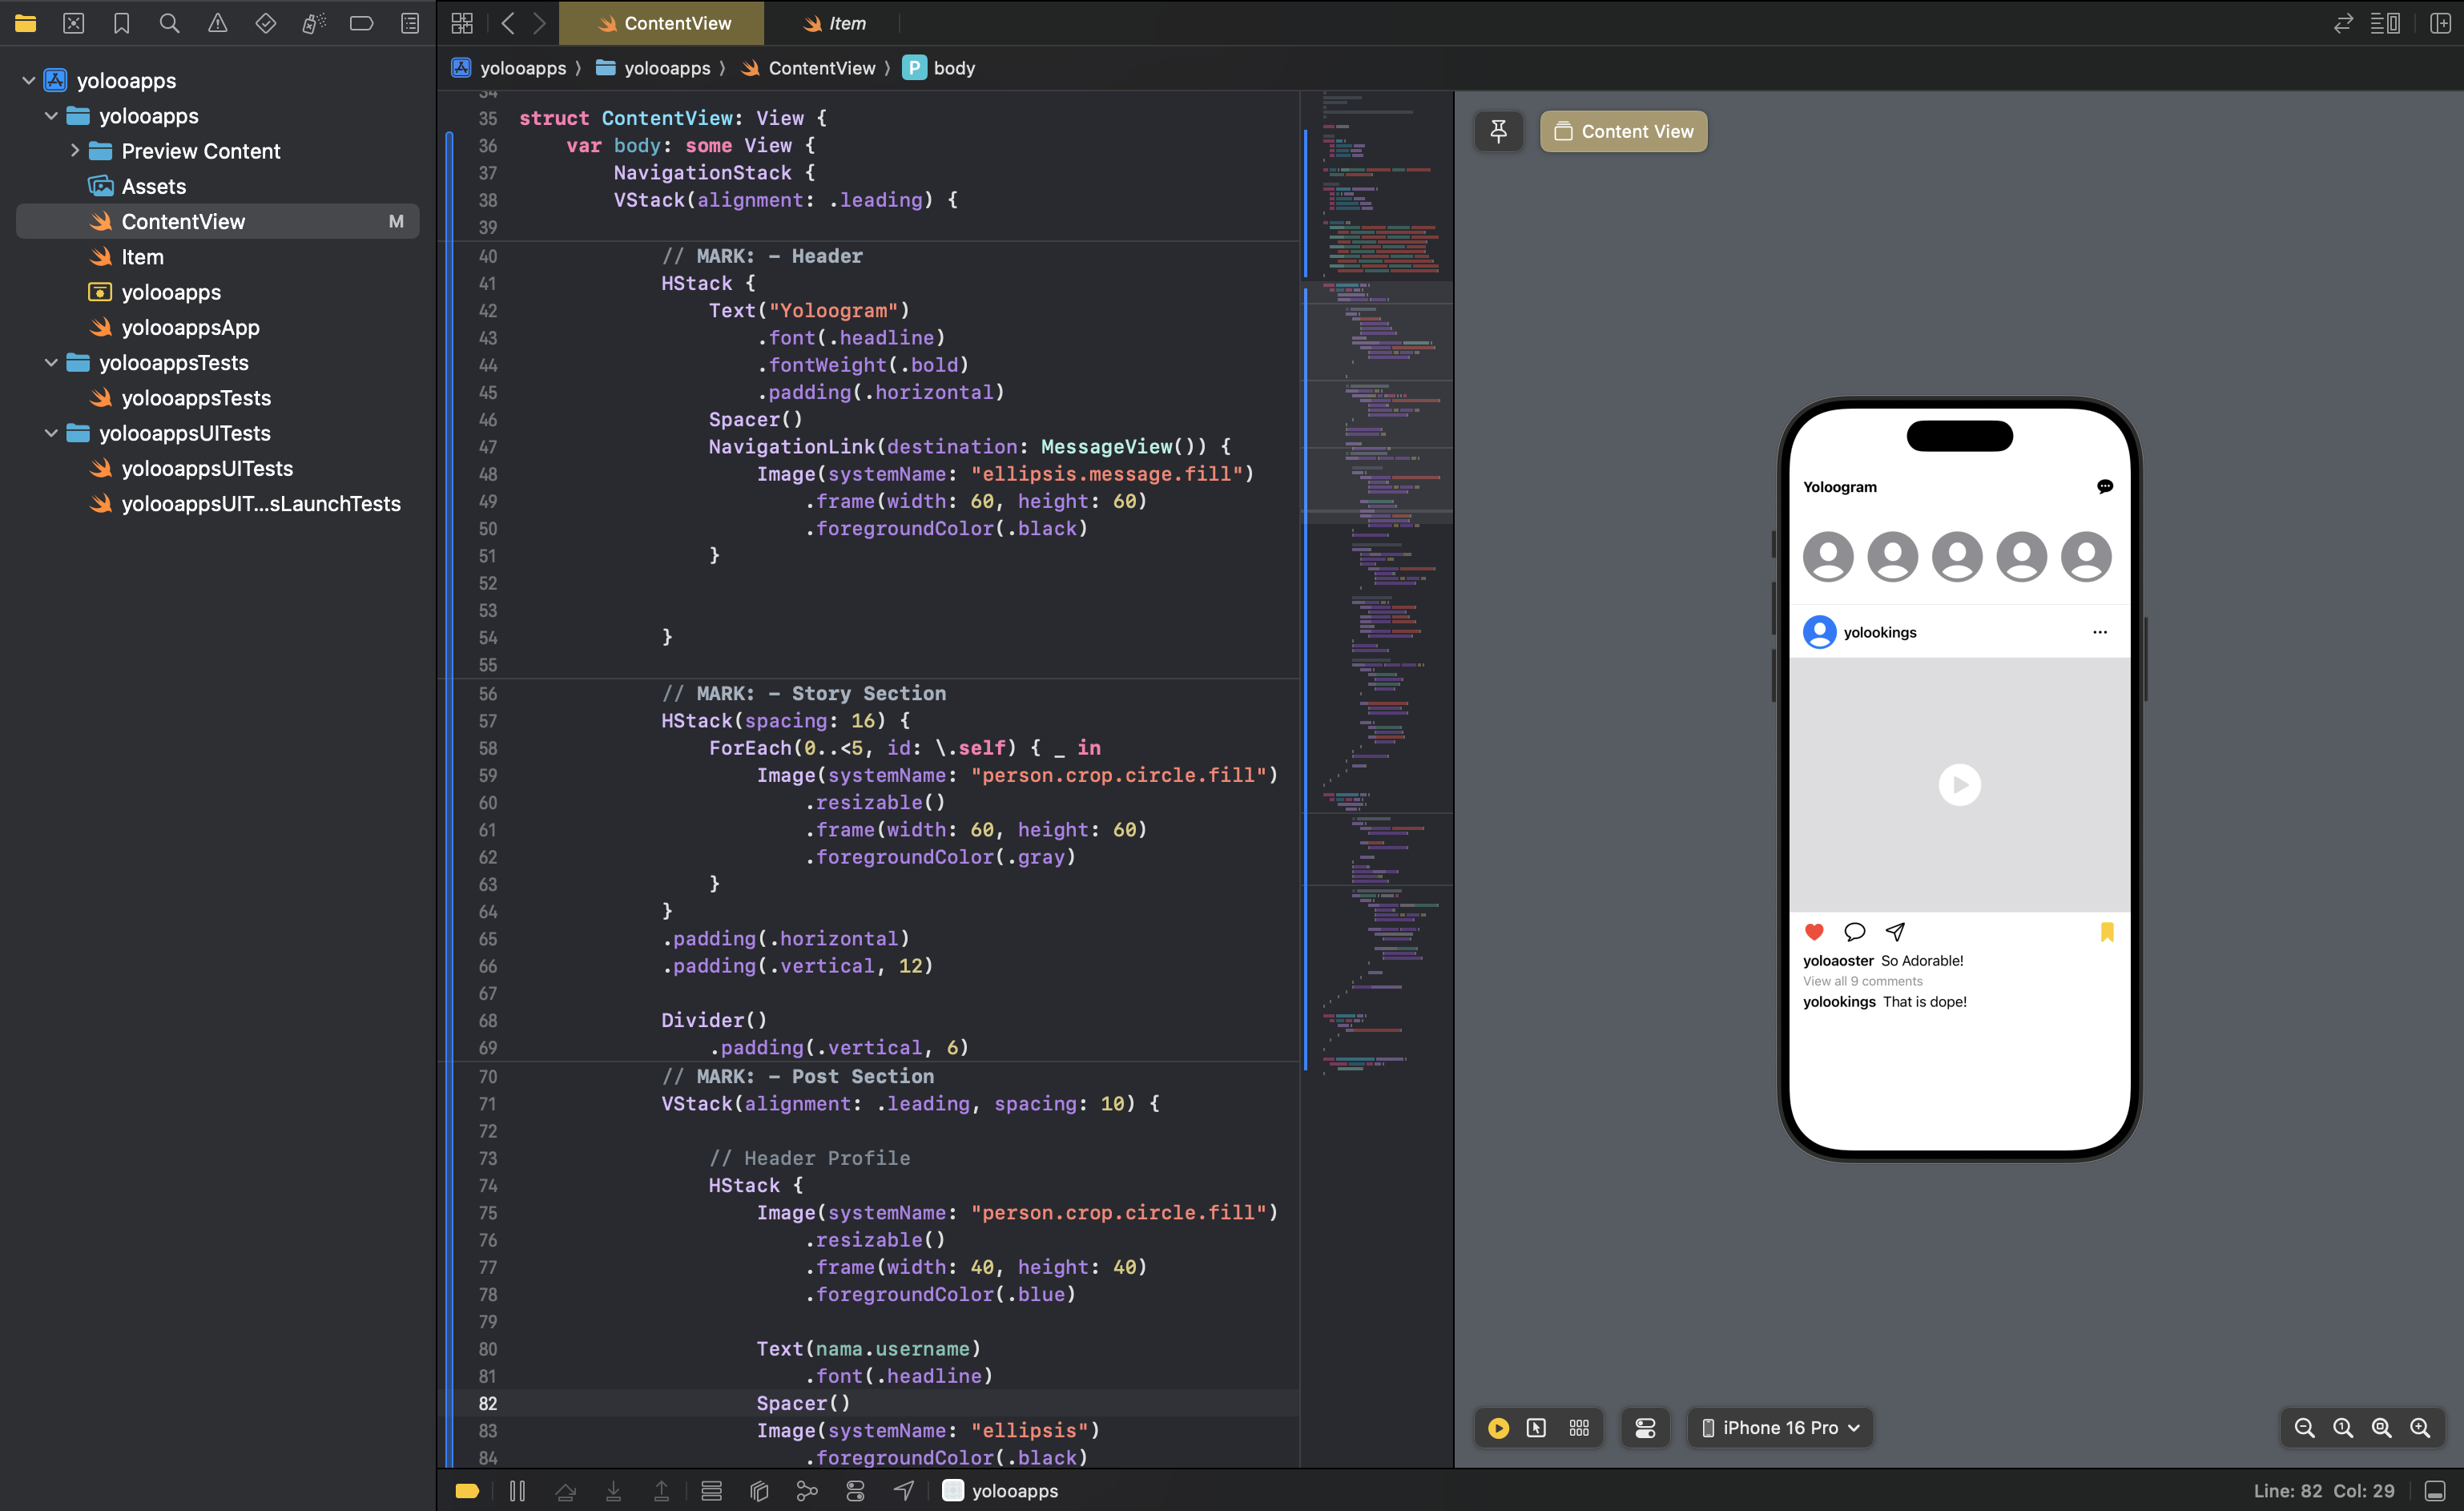 ContentView
Item
yolooapps
yolooapps
Preview Content
Assets
ContentView M
Item
yolooapps
yolooappsApp
yolooappsTests
yolooappsTests
yolooappsUITests
yolooappsUITests
yolooappsUIT...sLaunchTests
yolooapps 〉 yolooapps 〉 ContentView 〉 P body
34
35 struct ContentView: View {
36 var body: some View {
37 NavigationStack {
38 VStack(alignment: .leading) {
39
40 // MARK: - Header
41 HStack {
42 Text("Yoloogram")
43 .font(.headline)
44 .fontWeight(.bold)
45 .padding(.horizontal)
46 Spacer()
47 NavigationLink(destination: MessageView()) {
48 Image(systemName: "ellipsis.message.fill")
49 .frame(width: 60, height: 60)
50 .foregroundColor(.black)
51 }
52
53
54 }
55
56 // MARK: - Story Section
57 HStack(spacing: 16) {
58 ForEach(0..<5, id: \.self) { _ in
59 Image(systemName: "person.crop.circle.fill")
60 .resizable()
61 .frame(width: 60, height: 60)
62 .foregroundColor(.gray)
63 }
64 }
65 .padding(.horizontal)
66 .padding(.vertical, 12)
67
68 Divider()
69 .padding(.vertical, 6)
70 // MARK: - Post Section
71 VStack(alignment: .leading, spacing: 10) {
72
73 // Header Profile
74 HStack {
75 Image(systemName: "person.crop.circle.fill")
76 .resizable()
77 .frame(width: 40, height: 40)
78 .foregroundColor(.blue)
79
80 Text(nama.username)
81 .font(.headline)
82 Spacer()
83 Image(systemName: "ellipsis")
84 .foregroundColor(.black)
Content View
Yoloogram
yolookings
yoloaoster So Adorable!
View all 9 comments
yolookings That is dope!
iPhone 16 Pro
yolooapps
Line: 82 Col: 29